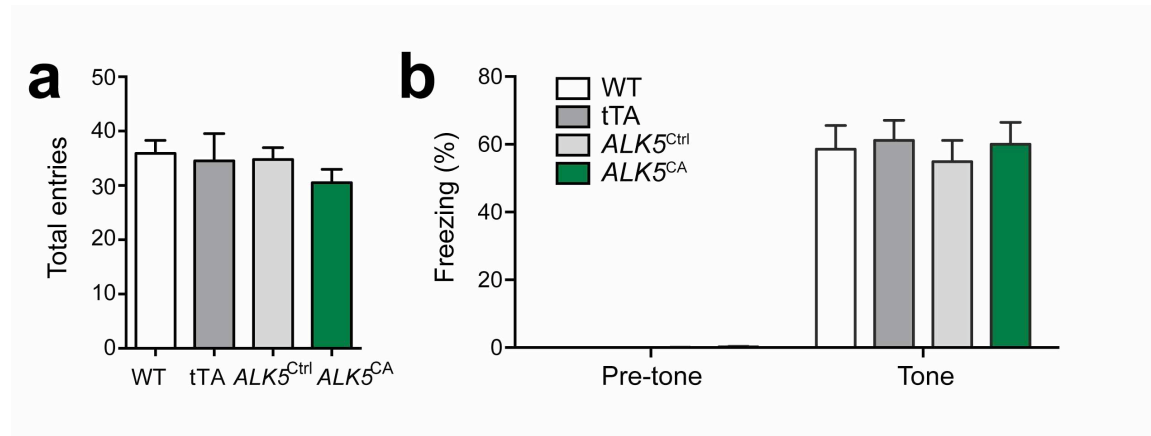 a
50
40
30
20
10
0
Total entries
WT tTA ALK5Ctrl ALK5CA
b
80
60
40
20
0
Freezing (%)
WT
tTA
ALK5Ctrl
ALK5CA
Pre-tone Tone